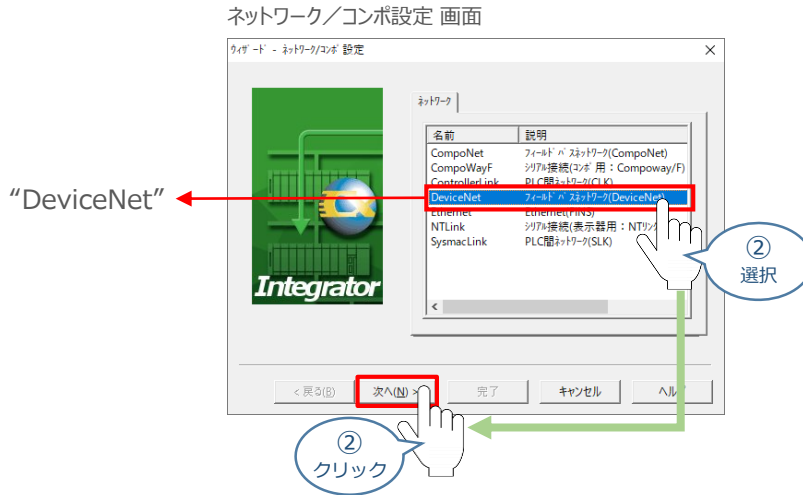 ネットワーク／コンポ設定 画面
ウィザード - ネットワーク/コンポ 設定
ネットワーク
名前 説明
CompoNet フィールドバスネットワーク(CompoNet)
CompoWayF シリアル接続(コンポ用：Compoway/F)
ControllerLink PLC間ネットワーク(CLK)
“DeviceNet”
DeviceNet フィールドバスネットワーク(DeviceNet)
Ethernet Ethernet(FINS)
NTLink シリアル接続(表示器用：NTリンク
SysmacLink PLC間ネットワーク(SLK)
②
選択
Integrator
<
< 戻る(B) 次へ(N) > 完了 キャンセル ヘル
②
クリック